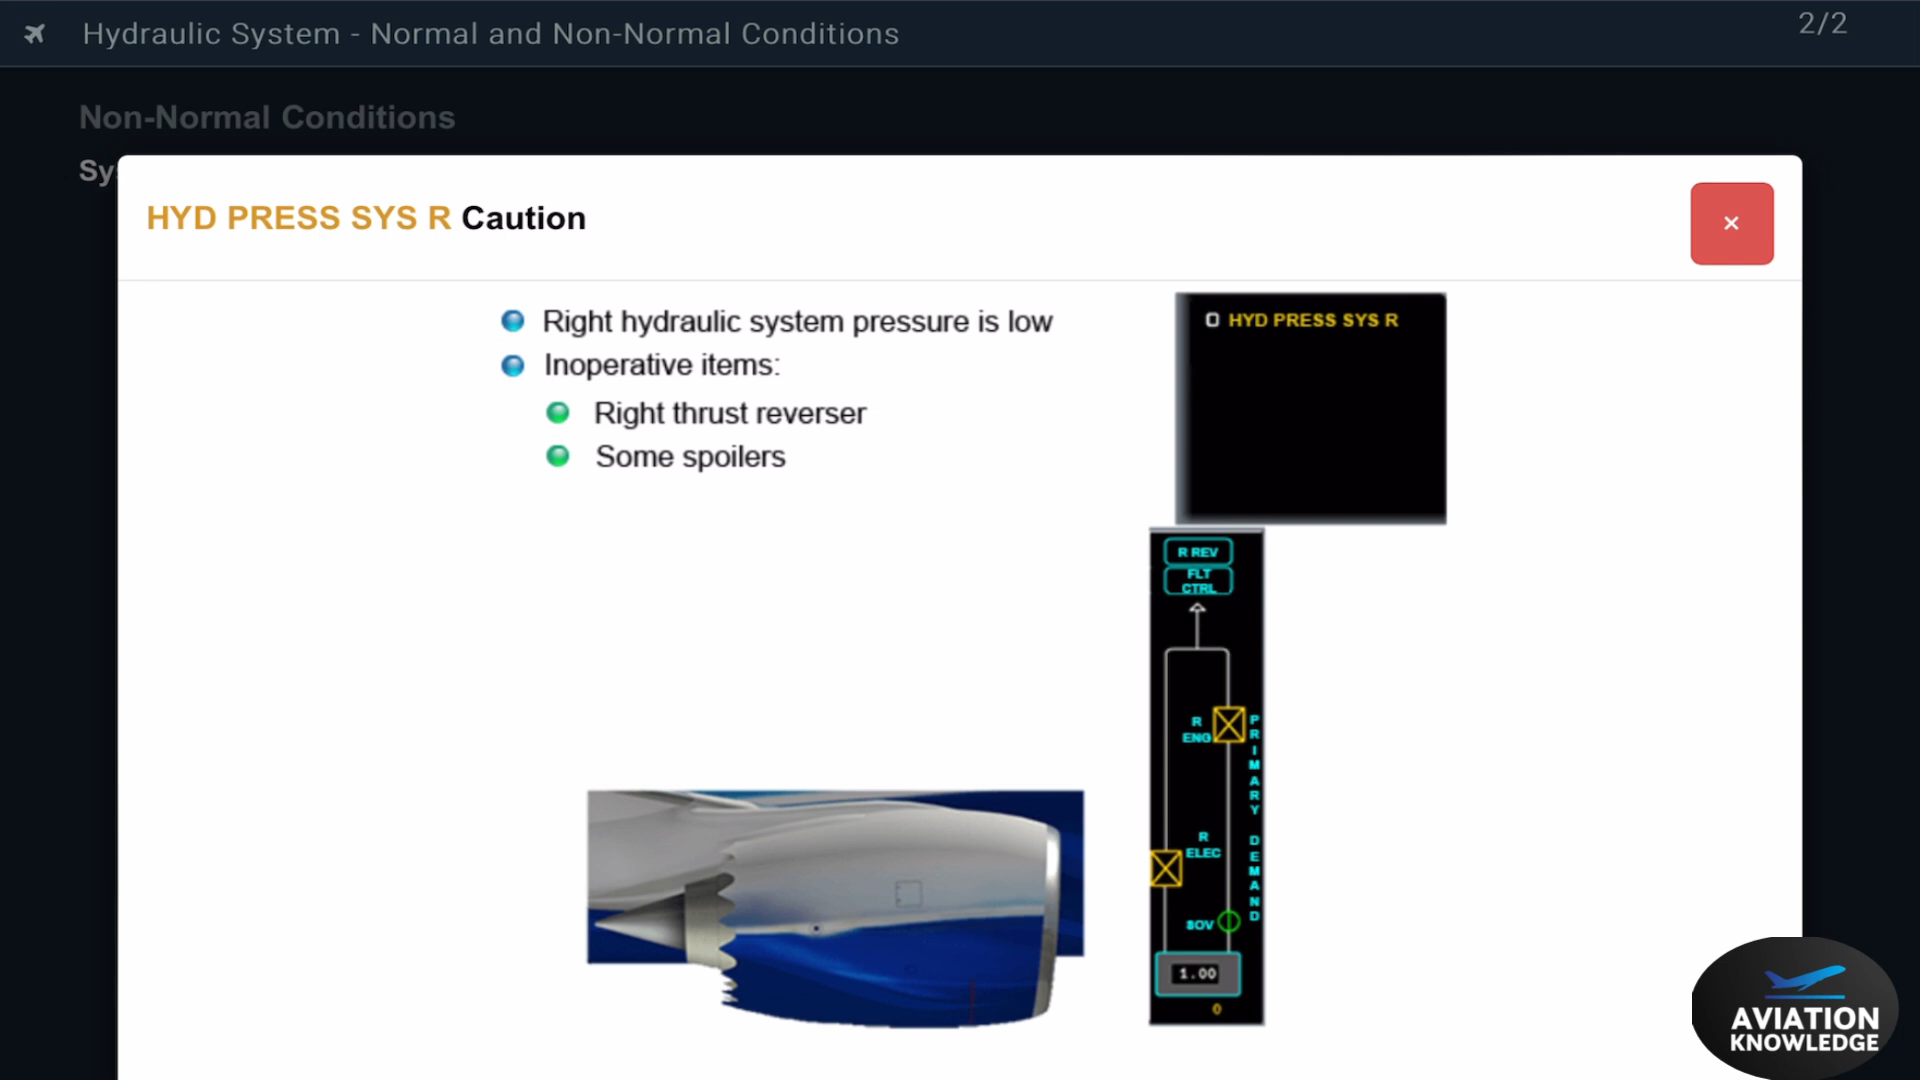 Hydraulic System - Normal and Non-Normal Conditions
2/2
Non-Normal Conditions
Sy
HYD PRESS SYS R Caution
×
Right hydraulic system pressure is low
Inoperative items:
Right thrust reverser
Some spoilers
HYD PRESS SYS R
R REV
FLT
CTRL
R
ENG
PRIMARY
R
ELEC
DEMAND
SOV
1.00
0
AVIATION
KNOWLEDGE